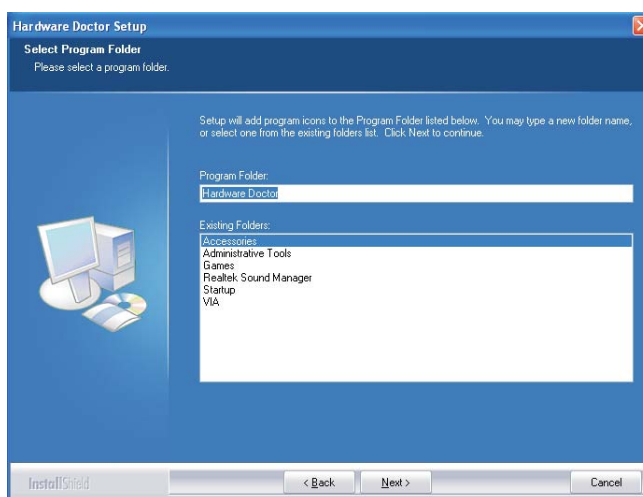 Hardware Doctor Setup
Select Program Folder
Please select a program folder.
Setup will add program icons to the Program Folder listed below. You may type a new folder name,
or select one from the existing folders list. Click Next to continue.
Program Folder:
Hardware Doctor
Existing Folders:
Accessories
Administrative Tools
Games
Realtek Sound Manager
Startup
VIA
InstallShield
< Back
Next >
Cancel